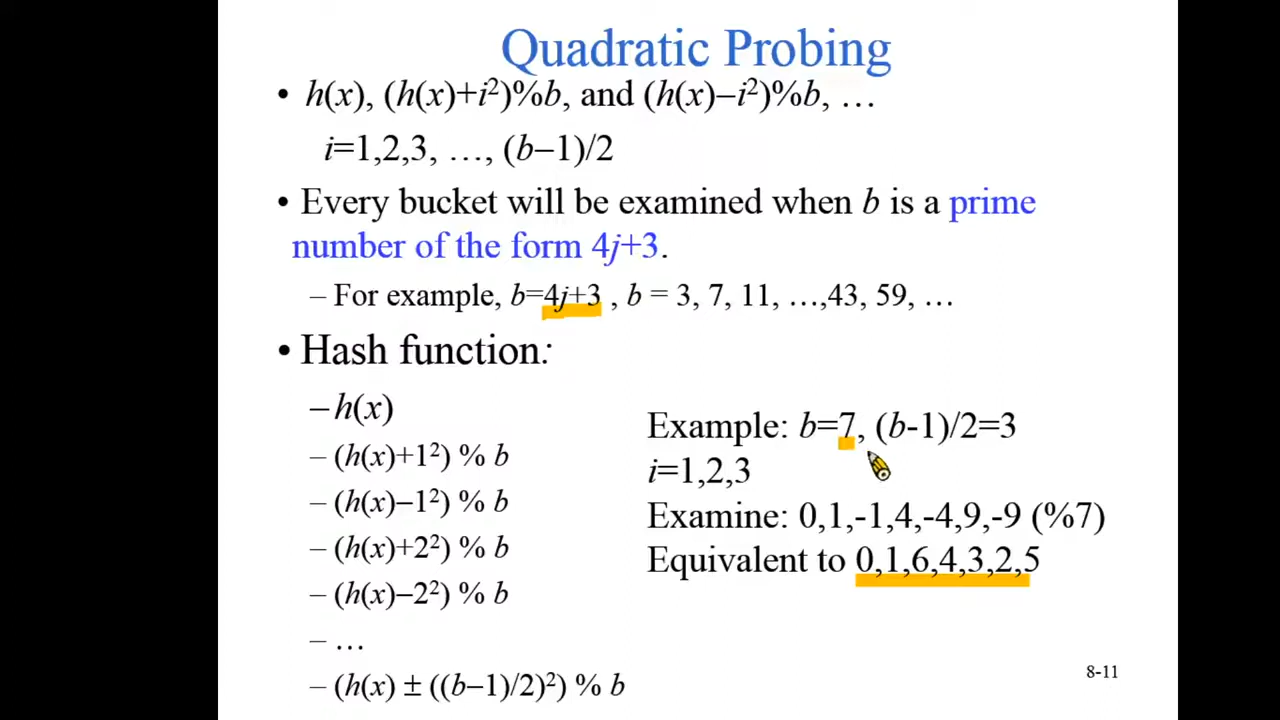 Quadratic Probing
• h(x), (h(x)+i²)%b, and (h(x)−i²)%b, …
i=1,2,3, …, (b−1)/2
• Every bucket will be examined when b is a prime
number of the form 4j+3.
– For example, b=4j+3 , b = 3, 7, 11, …,43, 59, …
• Hash function:
– h(x)
– (h(x)+1²) % b
– (h(x)−1²) % b
– (h(x)+2²) % b
– (h(x)−2²) % b
– …
– (h(x) ± ((b−1)/2)²) % b
Example: b=7, (b-1)/2=3
i=1,2,3
Examine: 0,1,-1,4,-4,9,-9 (%7)
Equivalent to 0,1,6,4,3,2,5
8-11